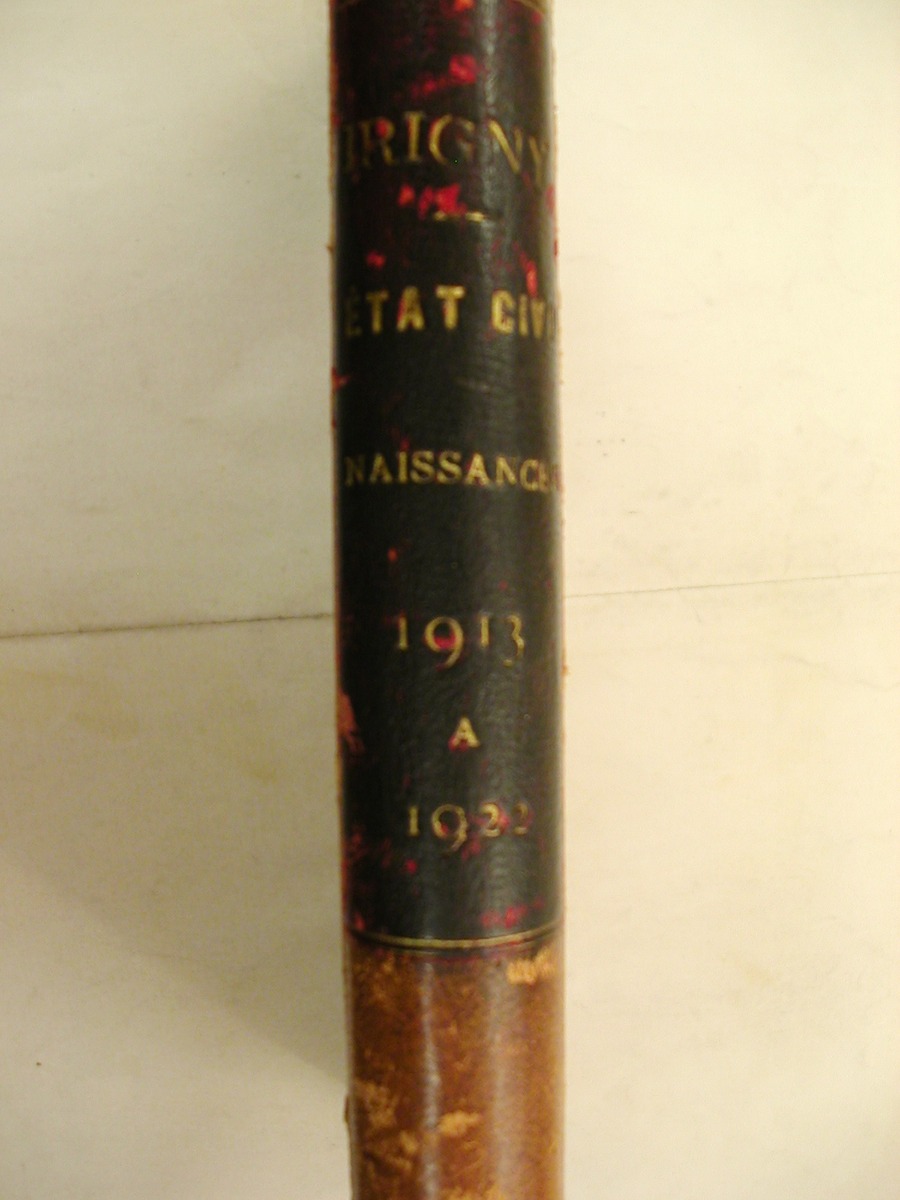 IRIGNY
ÉTAT CIVIL
NAISSANCES
1913
A
1922